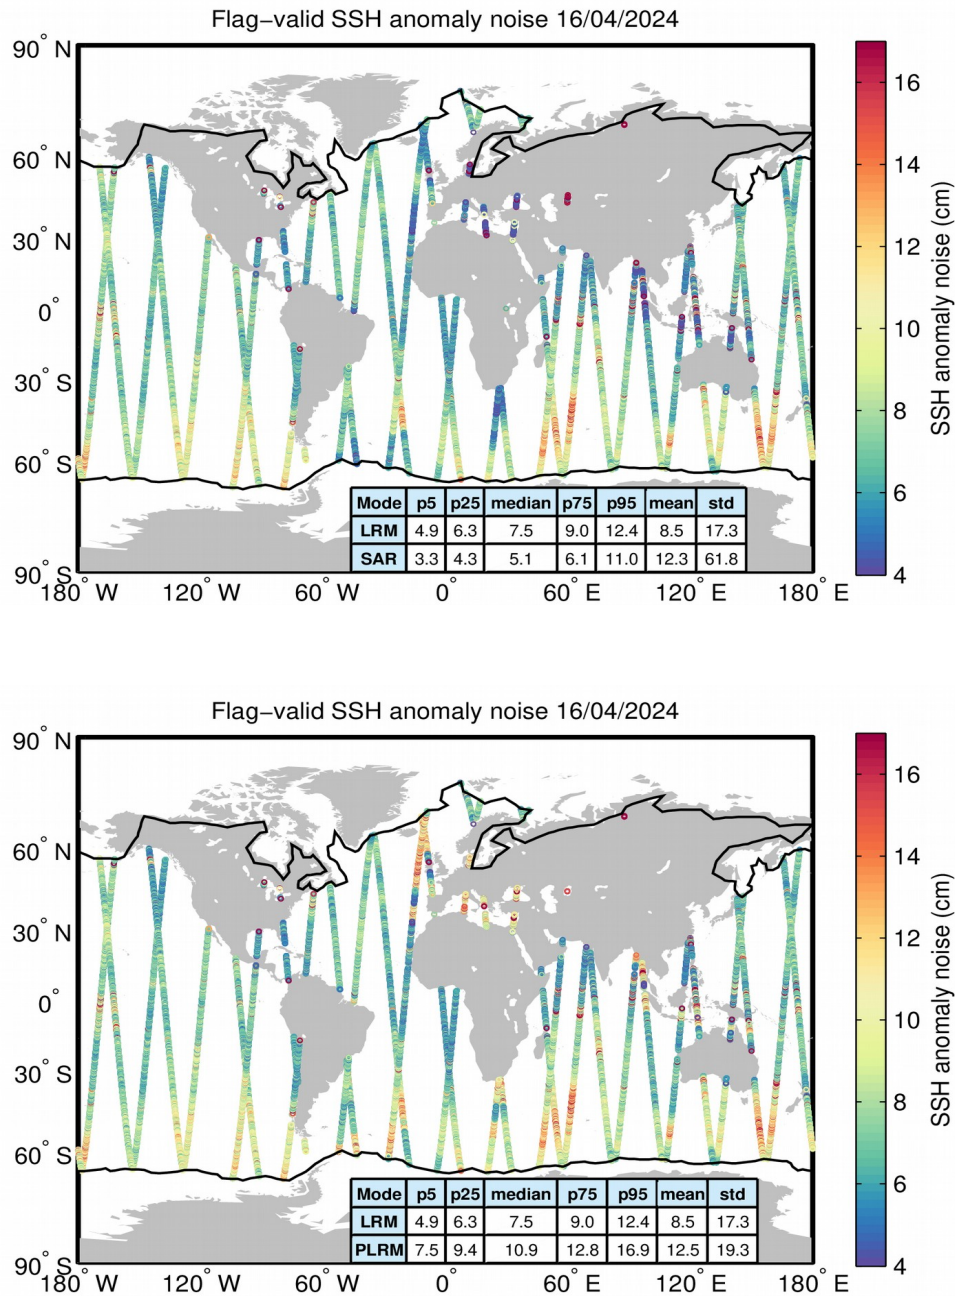 Flag−valid SSH anomaly noise 16/04/2024
90° N
60° N
30° N
0°
30° S
60° S
90° S
180° W
120° W
60° W
0°
60° E
120° E
180° E
Mode p5 p25 median p75 p95 mean std
LRM 4.9 6.3 7.5 9.0 12.4 8.5 17.3
SAR 3.3 4.3 5.1 6.1 11.0 12.3 61.8
16
14
12
10
8
6
4
SSH anomaly noise (cm)
Flag−valid SSH anomaly noise 16/04/2024
90° N
60° N
30° N
0°
30° S
60° S
90° S
180° W
120° W
60° W
0°
60° E
120° E
180° E
Mode p5 p25 median p75 p95 mean std
LRM 4.9 6.3 7.5 9.0 12.4 8.5 17.3
PLRM 7.5 9.4 10.9 12.8 16.9 12.5 19.3
16
14
12
10
8
6
4
SSH anomaly noise (cm)